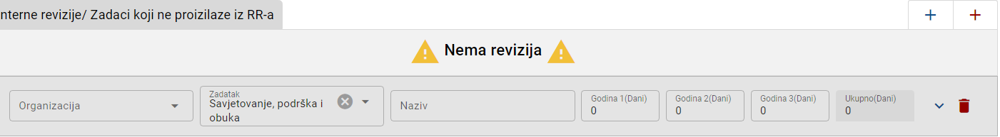 nterne revizije/ Zadaci koji ne proizilaze iz RR-a
Nema revizija
Organizacija
Zadatak
Savjetovanje, podrška i
obuka
Naziv
Godina 1(Dani)
0
Godina 2(Dani)
0
Godina 3(Dani)
0
Ukupno(Dani)
0